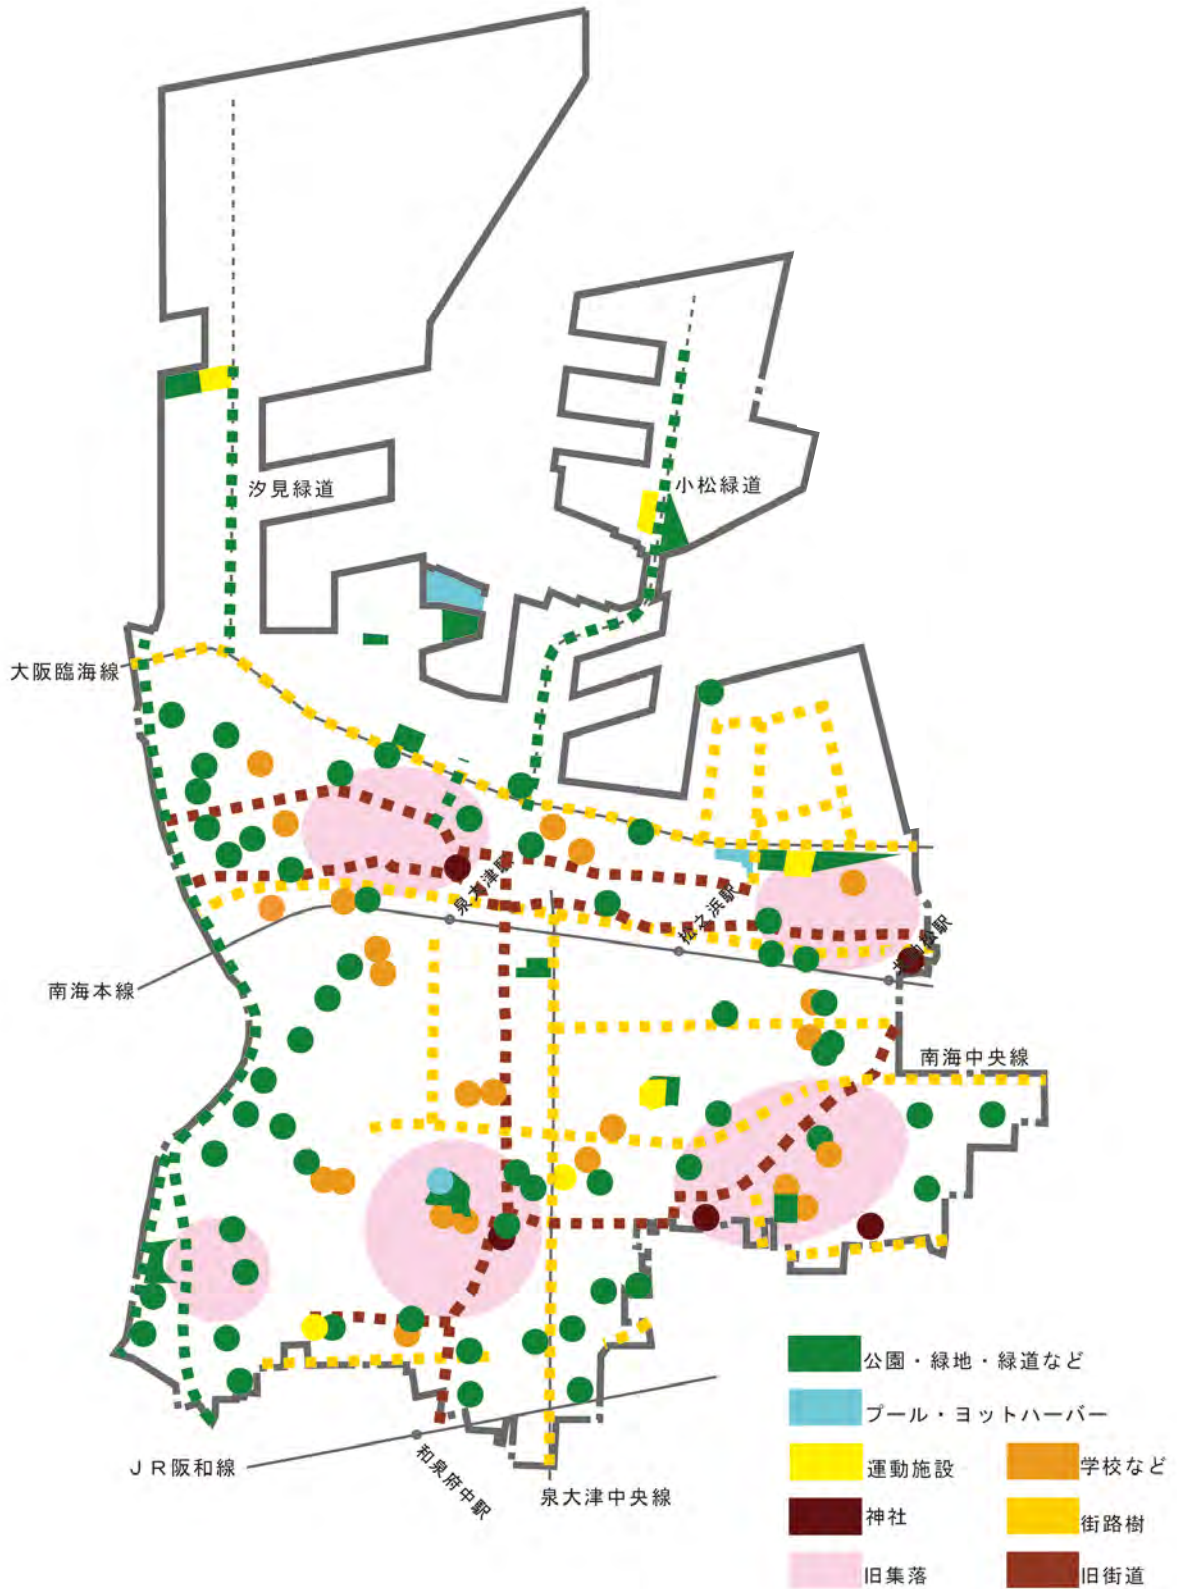 汐見緑道
小松緑道
大阪臨海線
泉大津駅
松之浜駅
北助松駅
南海本線
南海中央線
JR阪和線
和泉府中駅
泉大津中央線
公園・緑地・緑道など
プール・ヨットハーバー
運動施設
学校など
神社
街路樹
旧集落
旧街道